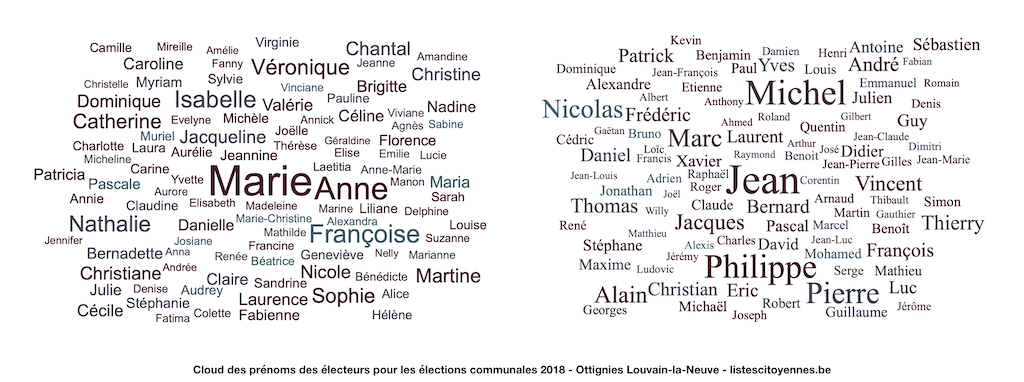 Camille Mireille Amélie Virginie Chantal Amandine
Caroline Fanny Véronique Jeanne Christine
Christelle Myriam Sylvie Vinciane Brigitte
Dominique Isabelle Valérie Pauline Nadine
Catherine Evelyne Michèle Annick Céline Viviane Agnès Sabine
Muriel Jacqueline Joëlle Géraldine Florence
Charlotte Laura Aurélie Jeannine Thérèse Elise Emilie Lucie
Micheline Carine Marie Laetitia Anne-Marie
Patricia Pascale Yvette Anne Manon Maria
Annie Aurore Claudine Elisabeth Madeleine Marine Liliane Delphine Sarah
Nathalie Danielle Marie-Christine Alexandra Louise
Jennifer Josiane Mathilde Françoise Suzanne
Bernadette Anna Renée Francine Béatrice Geneviève Nelly Marianne
Christiane Andrée Claire Sandrine Nicole Bénédicte Martine
Julie Denise Audrey Laurence Sophie Alice
Cécile Stéphanie Fatima Colette Fabienne Hélène
Kevin Patrick Benjamin Damien Henri Antoine Sébastien
Dominique Jean-François Paul Yves Louis André Fabian
Alexandre Etienne Michel Emmanuel Romain
Nicolas Albert Frédéric Anthony Julien Denis
Gaëtan Bruno Ahmed Roland Quentin Gilbert Guy
Cédric Loïc Marc Laurent Arthur José Didier Jean-Claude Dimitri
Daniel Francis Xavier Raymond Benoit Jean-Pierre Gilles Jean-Marie
Jean-Louis Adrien Raphaël Jean Corentin Vincent
Jonathan Joël Roger Arnaud Thibault Simon
Thomas Willy Claude Bernard Martin Gauthier
René Matthieu Jacques Pascal Marcel Benoît Thierry
Stéphane Alexis Charles David Jean-Luc Mohamed François
Maxime Ludovic Jérémy Philippe Serge Mathieu
Alain Christian Eric Pierre Luc
Georges Michaël Joseph Robert Guillaume Jérôme
Cloud des prénoms des électeurs pour les élections communales 2018 - Ottignies Louvain-la-Neuve - listescitoyennes.be